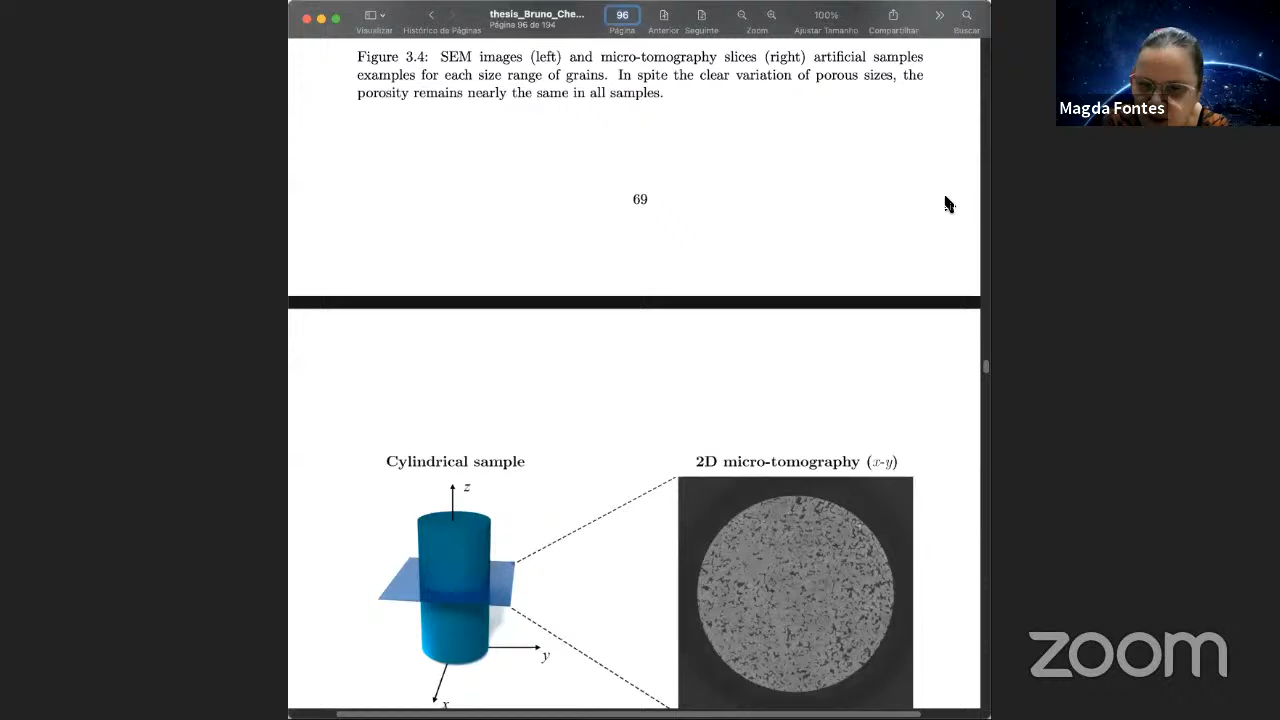 thesis_Bruno_Che...
Página 96 de 194
96
100%
Visualizar
Histórico de Páginas
Página
Anterior
Seguinte
Zoom
Ajustar Tamanho
Compartilhar
Buscar
Magda Fontes
Figure 3.4: SEM images (left) and micro-tomography slices (right) artificial samples
examples for each size range of grains. In spite the clear variation of porous sizes, the
porosity remains nearly the same in all samples.
69
Cylindrical sample
2D micro-tomography (x-y)
z
y
x
zoom